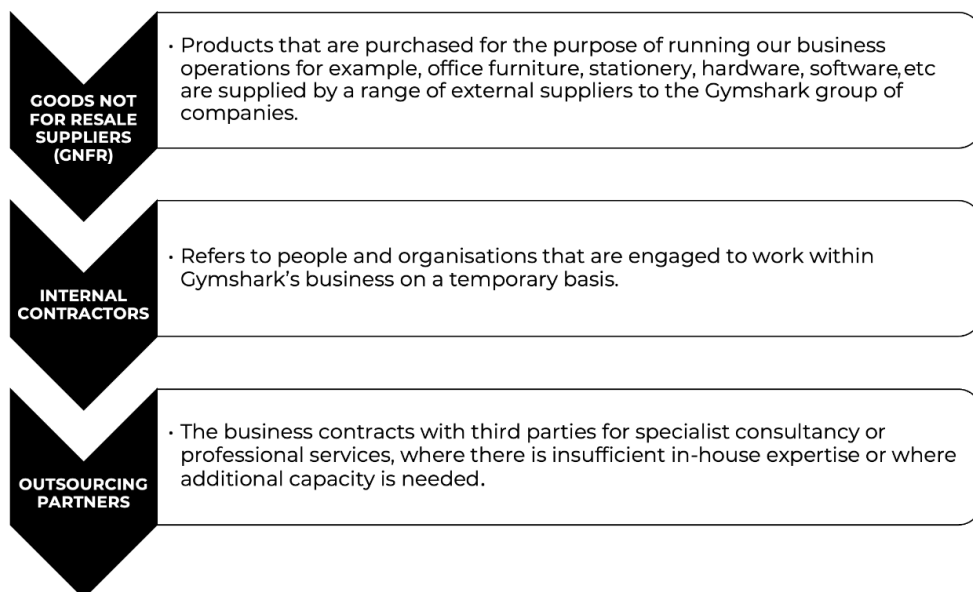 GOODS NOT
FOR RESALE
SUPPLIERS
(GNFR)
· Products that are purchased for the purpose of running our business
operations for example, office furniture, stationery, hardware, software, etc
are supplied by a range of external suppliers to the Gymshark group of
companies.
INTERNAL
CONTRACTORS
· Refers to people and organisations that are engaged to work within
Gymshark’s business on a temporary basis.
OUTSOURCING
PARTNERS
· The business contracts with third parties for specialist consultancy or
professional services, where there is insufficient in-house expertise or where
additional capacity is needed.